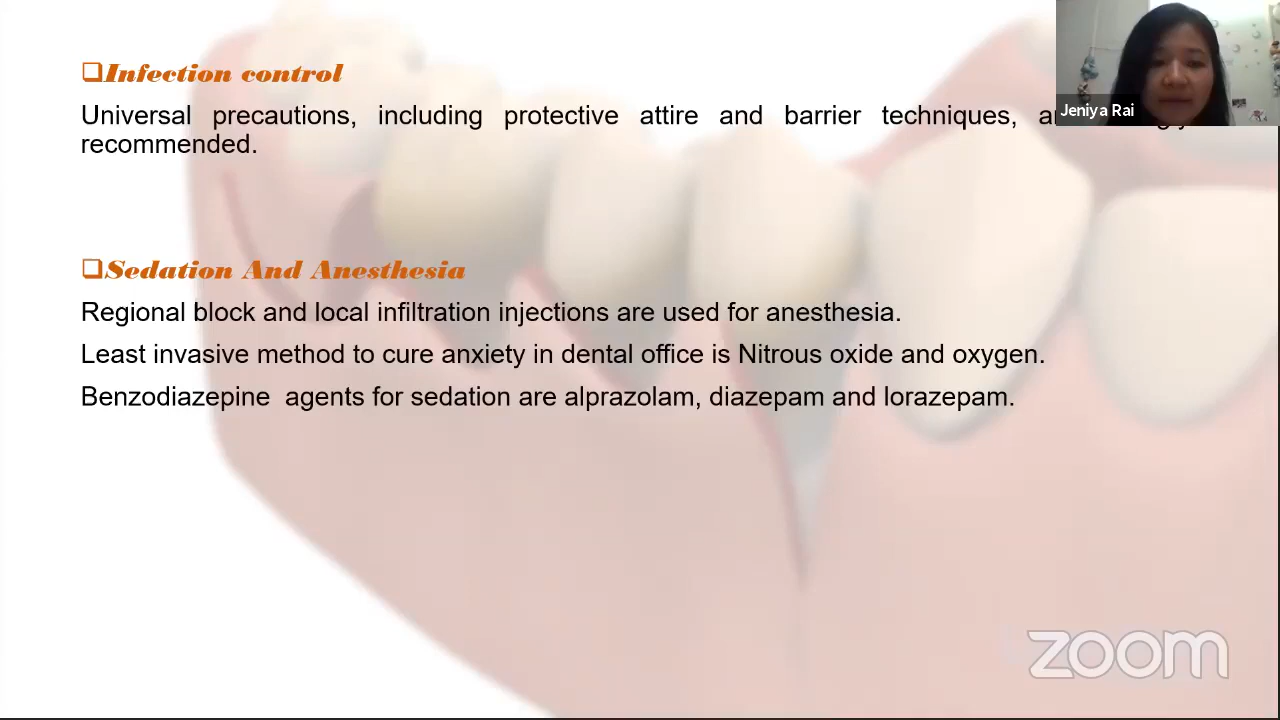 ❑Infection control
Universal precautions, including protective attire and barrier techniques,
recommended.
❑Sedation And Anesthesia
Regional block and local infiltration injections are used for anesthesia.
Least invasive method to cure anxiety in dental office is Nitrous oxide and oxygen.
Benzodiazepine agents for sedation are alprazolam, diazepam and lorazepam.
Jeniya Rai
zoom